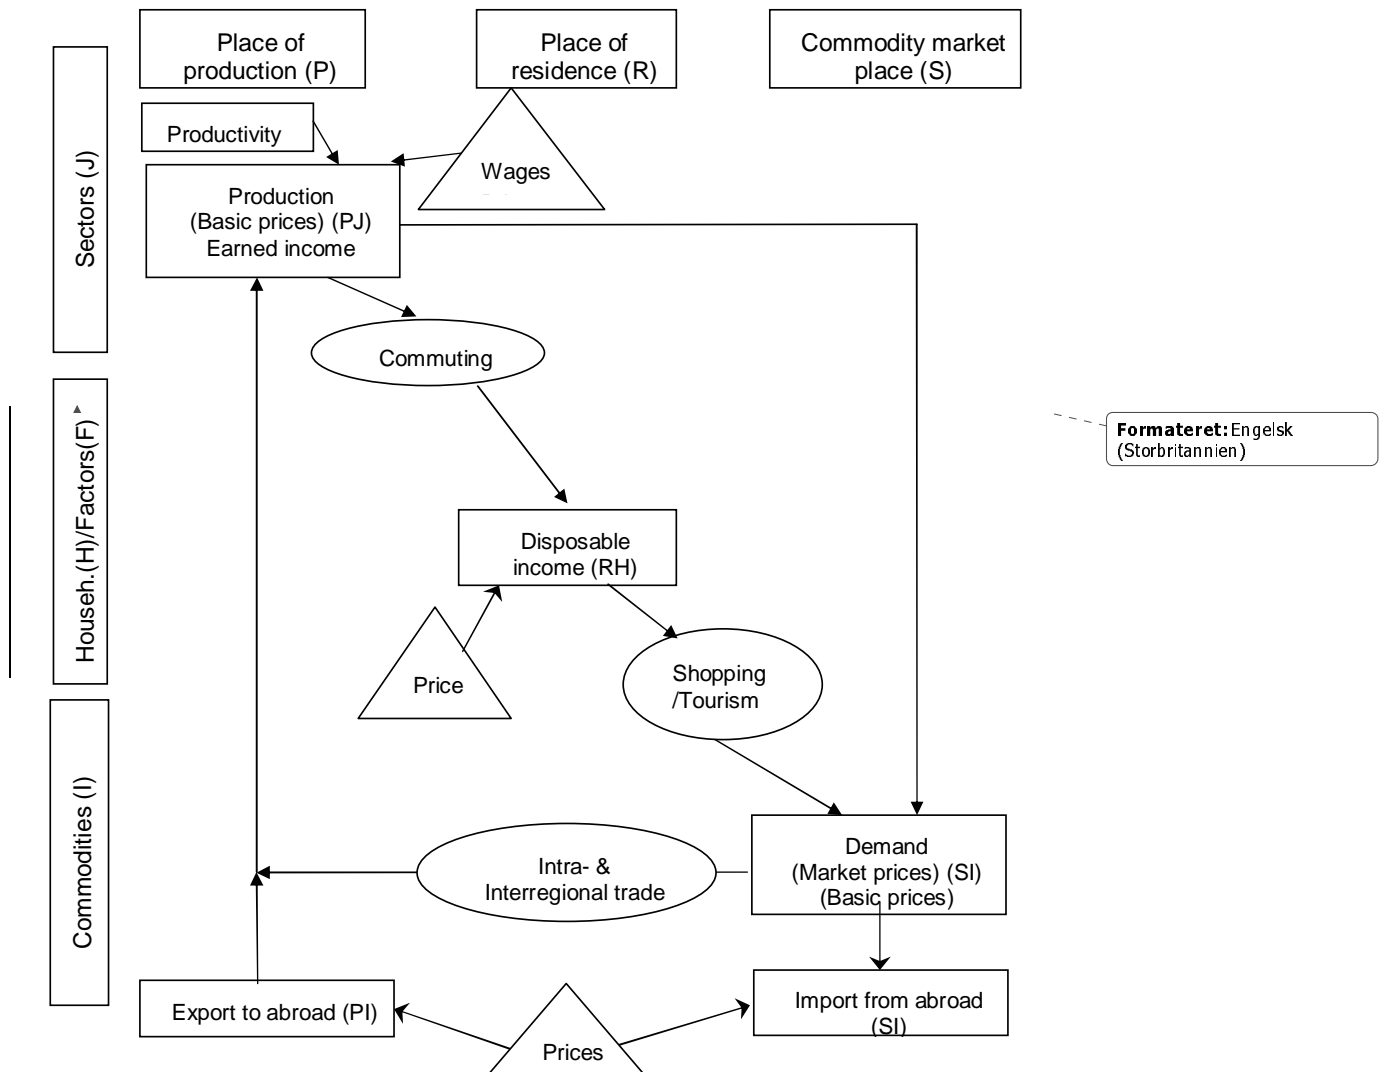 Place of
production (P)
Place of
residence (R)
Commodity market
place (S)
Sectors (J)
Productivity
Wages
Production
(Basic prices) (PJ)
Earned income
Commuting
Househ.(H)/Factors(F)
Formateret: Engelsk
(Storbritannien)
Disposable
income (RH)
Price
Shopping
/Tourism
Commodities (I)
Intra- &
Interregional trade
Demand
(Market prices) (SI)
(Basic prices)
Export to abroad (PI)
Prices
Import from abroad
(SI)